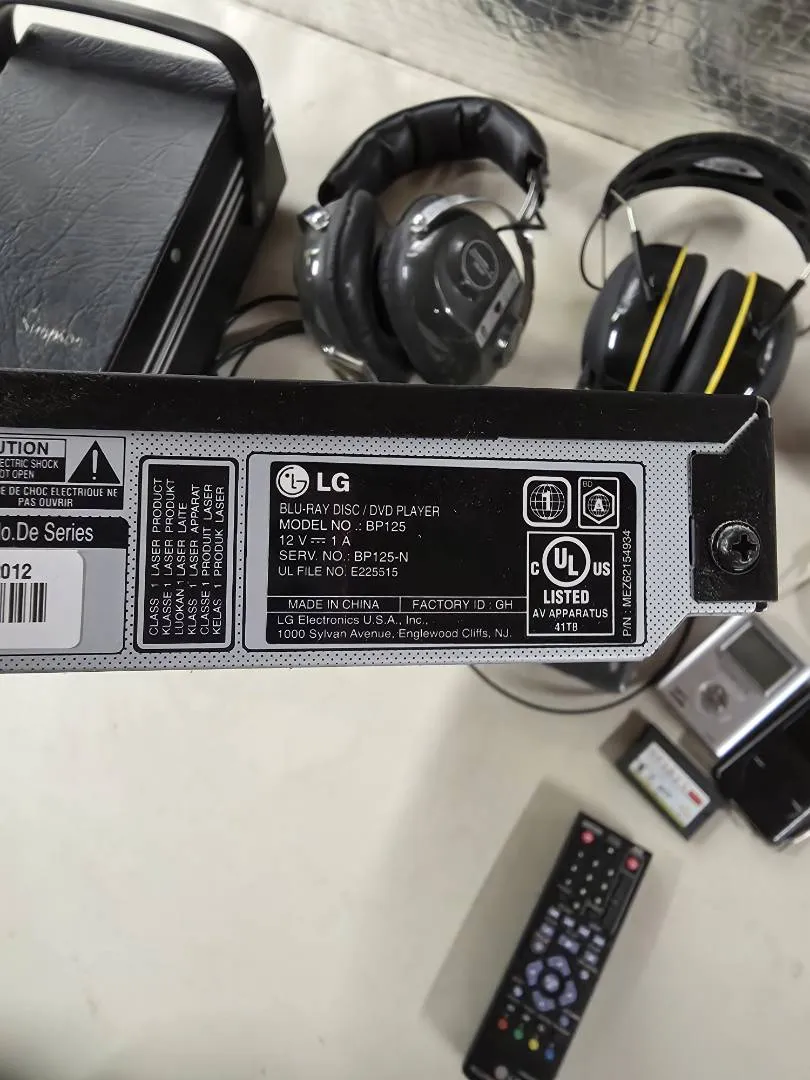 Simpson
UTION
ECTRIC SHOCK
OT OPEN
E DE CHOC ELECTRIQUE NE
PAS OUVRIR
o.De Series
2012
CLASS 1 LASER PRODUCT
KLASSE 1 LASER PRODUKT
LUOKAN 1 LASER LAITE
KLASS 1 LASER APPARAT
CLASSE 1 PRODUIT LASER
KELAS 1 PRODUK LASER
LG
BLU-RAY DISC / DVD PLAYER
MODEL NO .: BP125
12 V ⎓ 1 A
SERV. NO.: BP125-N
UL FILE NO. E225515
MADE IN CHINA
FACTORY ID : GH
LG Electronics U.S.A., Inc.,
1000 Sylvan Avenue, Englewood Cliffs, NJ.
1
BD
A
C UL US
LISTED
AV APPARATUS
41TB
P/N : MEZ62154934